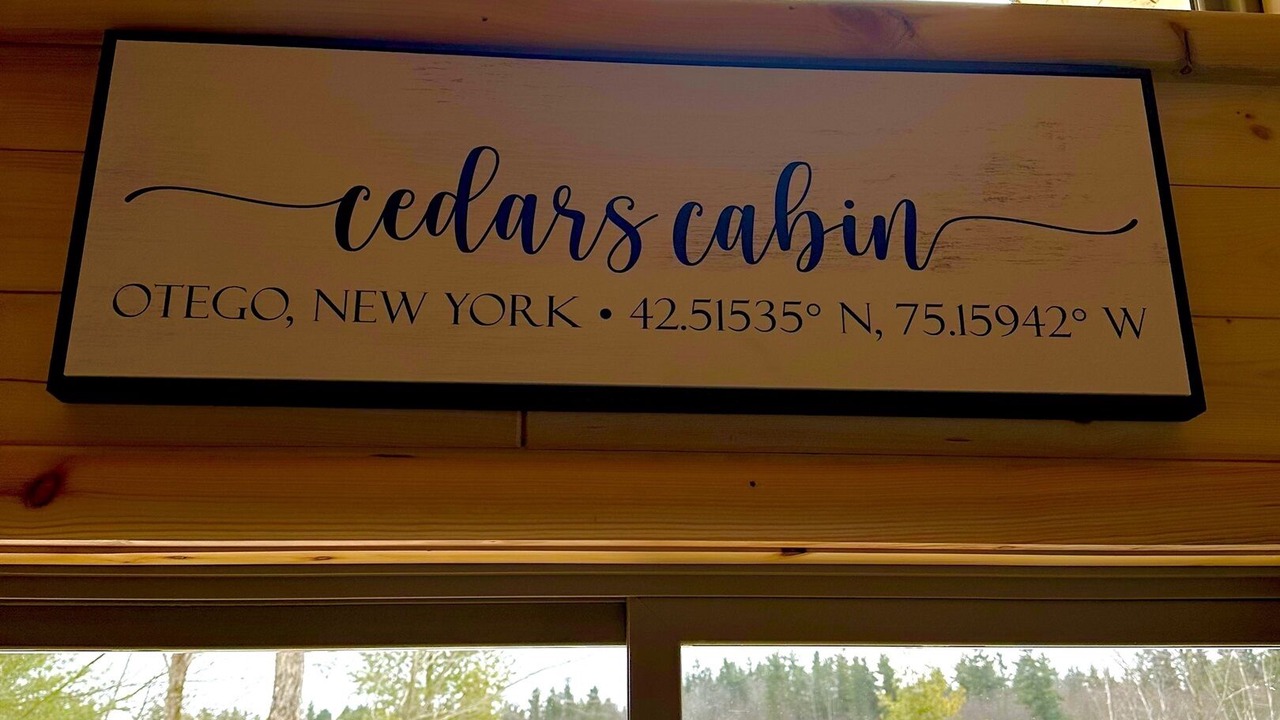 cedars cabin
OTEGO, NEW YORK • 42.51535° N, 75.15942° W